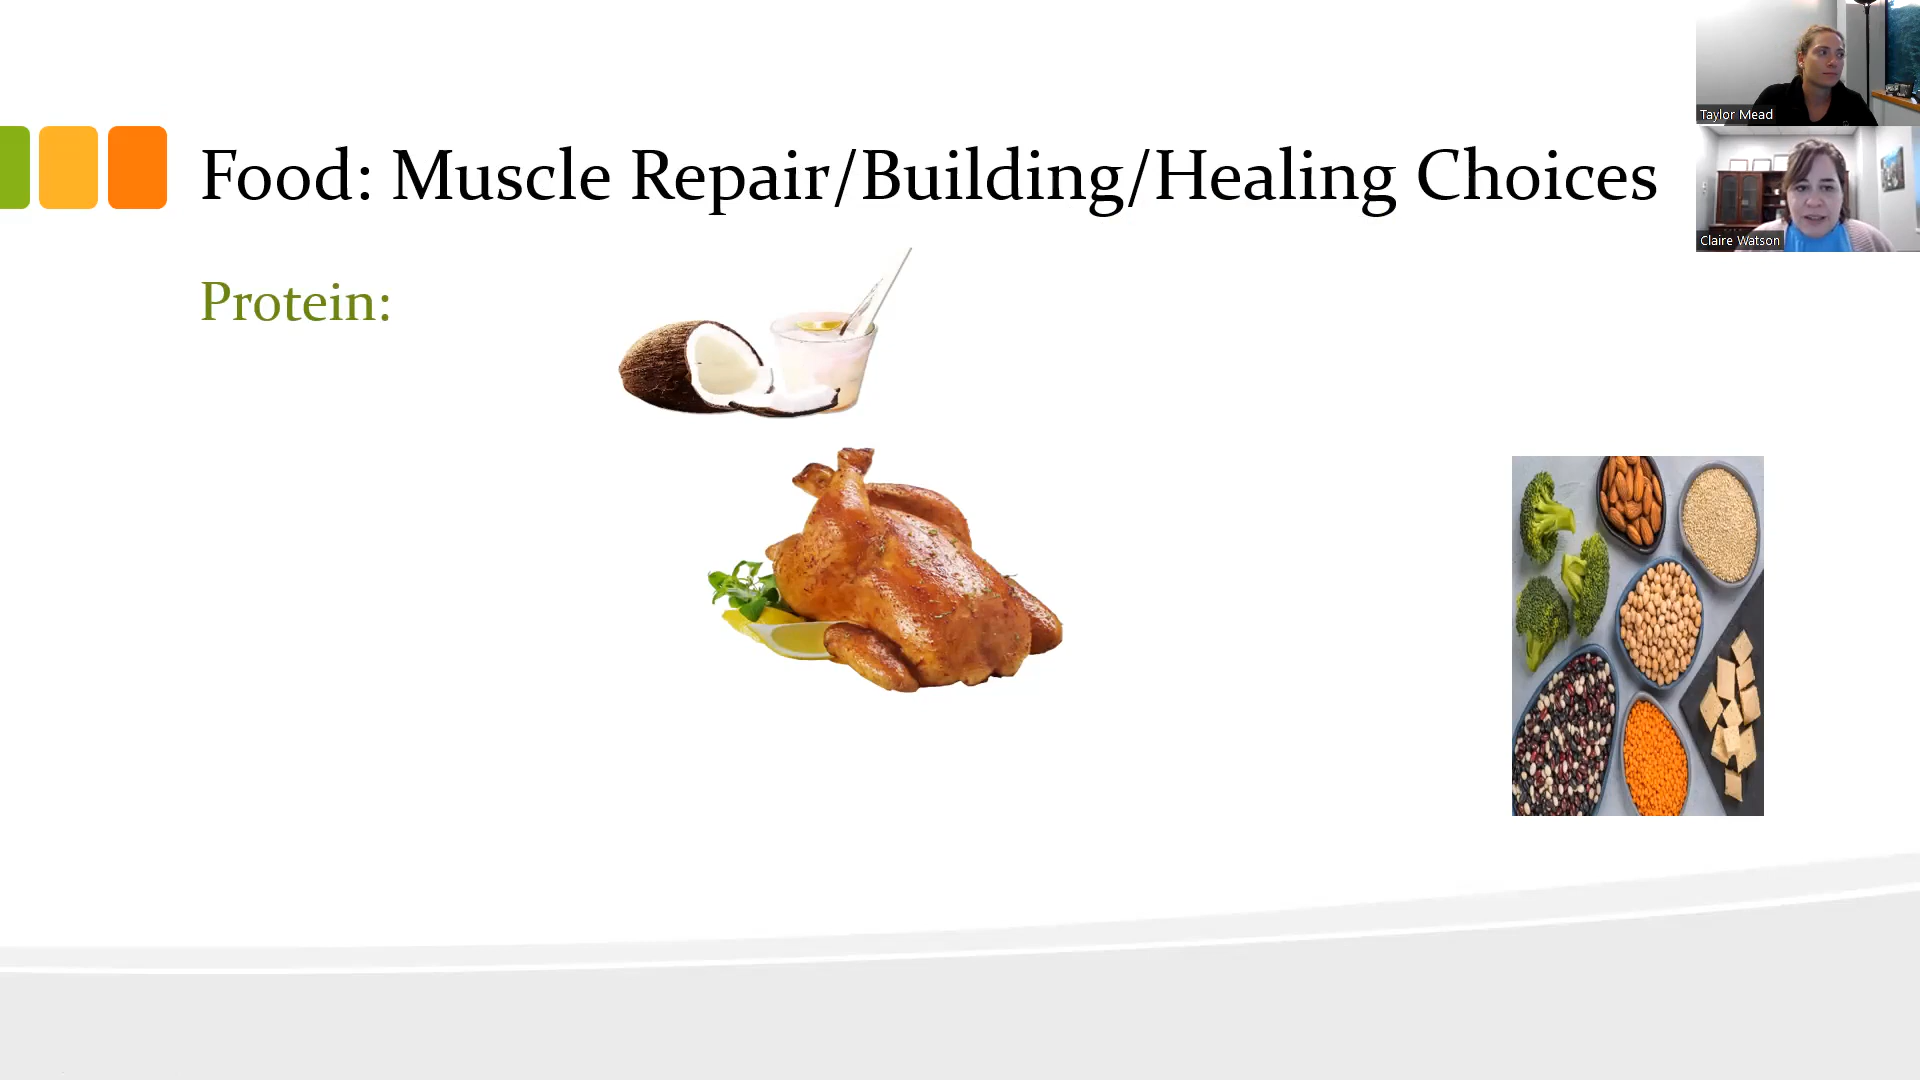 Food: Muscle Repair/Building/Healing Choices
Protein:
Taylor Mead
Claire Watson